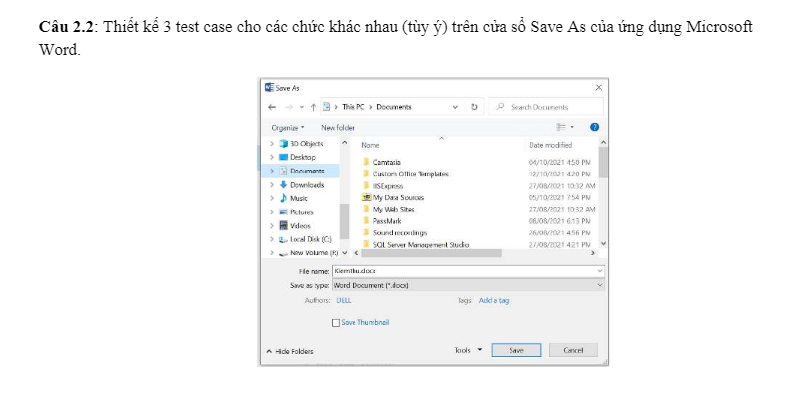 Câu 2.2: Thiết kế 3 test case cho các chức khác nhau (tùy ý) trên cửa sổ Save As của ứng dụng Microsoft
Word.
Save As
This PC > Documents
Search Documents
Organize
New folder
3D Objects
Desktop
Documents
Downloads
Music
Pictures
Videos
Local Disk (C:)
New Volume (F:)
Name
Date modified
Camtasia
04/10/2021 4:50 PM
Custom Office Templates
12/10/2021 4:20 PM
IISExpress
27/08/2021 10:32 AM
My Data Sources
05/10/2021 7:54 PM
My Web Sites
27/08/2021 10:32 AM
PassMark
06/08/2021 6:13 PM
Sound recordings
26/08/2021 4:56 PM
SQL Server Management Studio
27/08/2021 4:21 PM
File name:
Save as type: Word Document (*.docx)
Authors: DELL
Tags: Add a tag
Save Thumbnail
Hide Folders
Tools
Save
Cancel